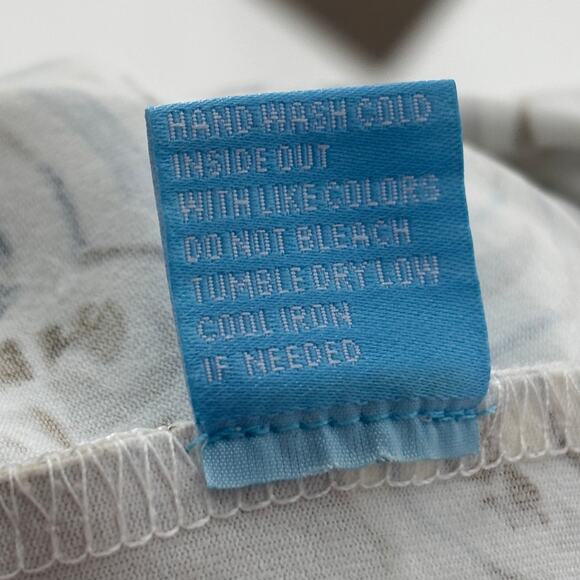 HAND WASH COLD
INSIDE OUT
WITH LIKE COLORS
DO NOT BLEACH
TUMBLE DRY LOW
COOL IRON
IF NEEDED